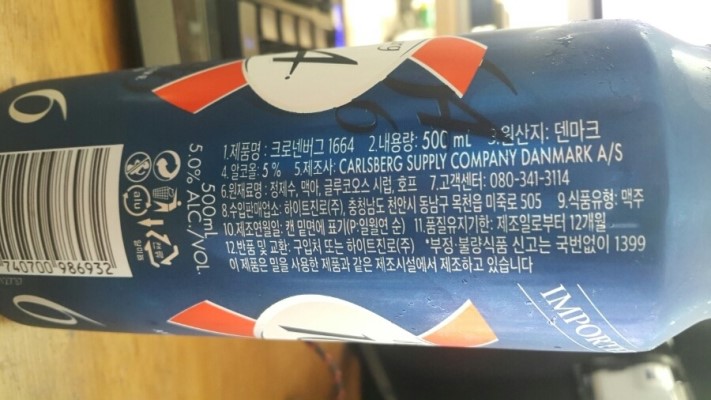 1.제품명 : 크로넨버그 1664 2.내용량: 500 mL 3.원산지: 덴마크
4.알코올: 5 % 5.제조사: CARLSBERG SUPPLY COMPANY DANMARK A/S
6.원재료명 : 정제수, 맥아, 글루코오스 시럽, 호프 7.고객센터: 080-341-3114
8.수입판매업소: 하이트진로(주), 충청남도 천안시 동남구 목천읍 미죽로 505 9.식품유형: 맥주
10.제조연월일: 캔 밑면에 표기(P:일월연 순) 11.품질유지기한: 제조일로부터 12개월
12.반품 및 교환: 구입처 또는 하이트진로(주) *부정·불량식품 신고는 국번없이 1399
이 제품은 밀을 사용한 제품과 같은 제조시설에서 제조하고 있습니다
500mL
5.0% ALC./VOL.
740700 986932
alu
6
6